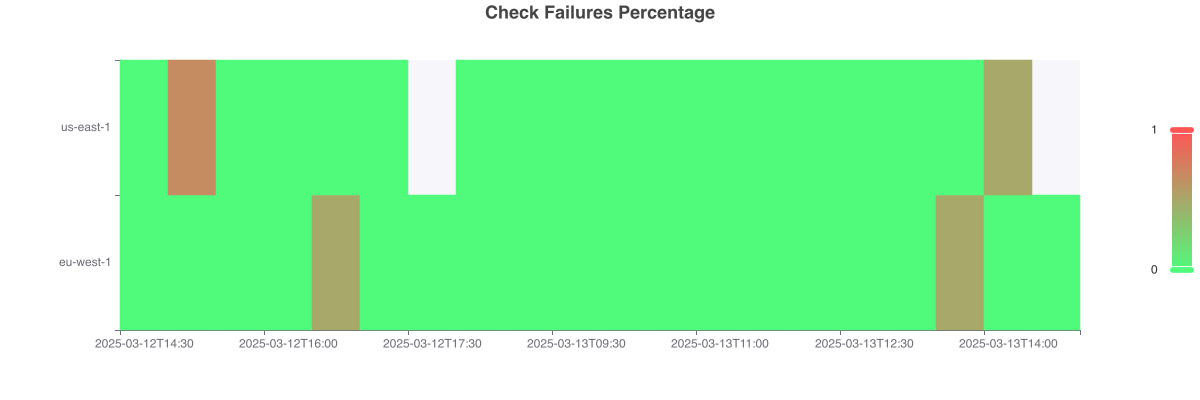 Check Failures Percentage
us-east-1
eu-west-1
2025-03-12T14:30
2025-03-12T16:00
2025-03-12T17:30
2025-03-13T09:30
2025-03-13T11:00
2025-03-13T12:30
2025-03-13T14:00
1
0